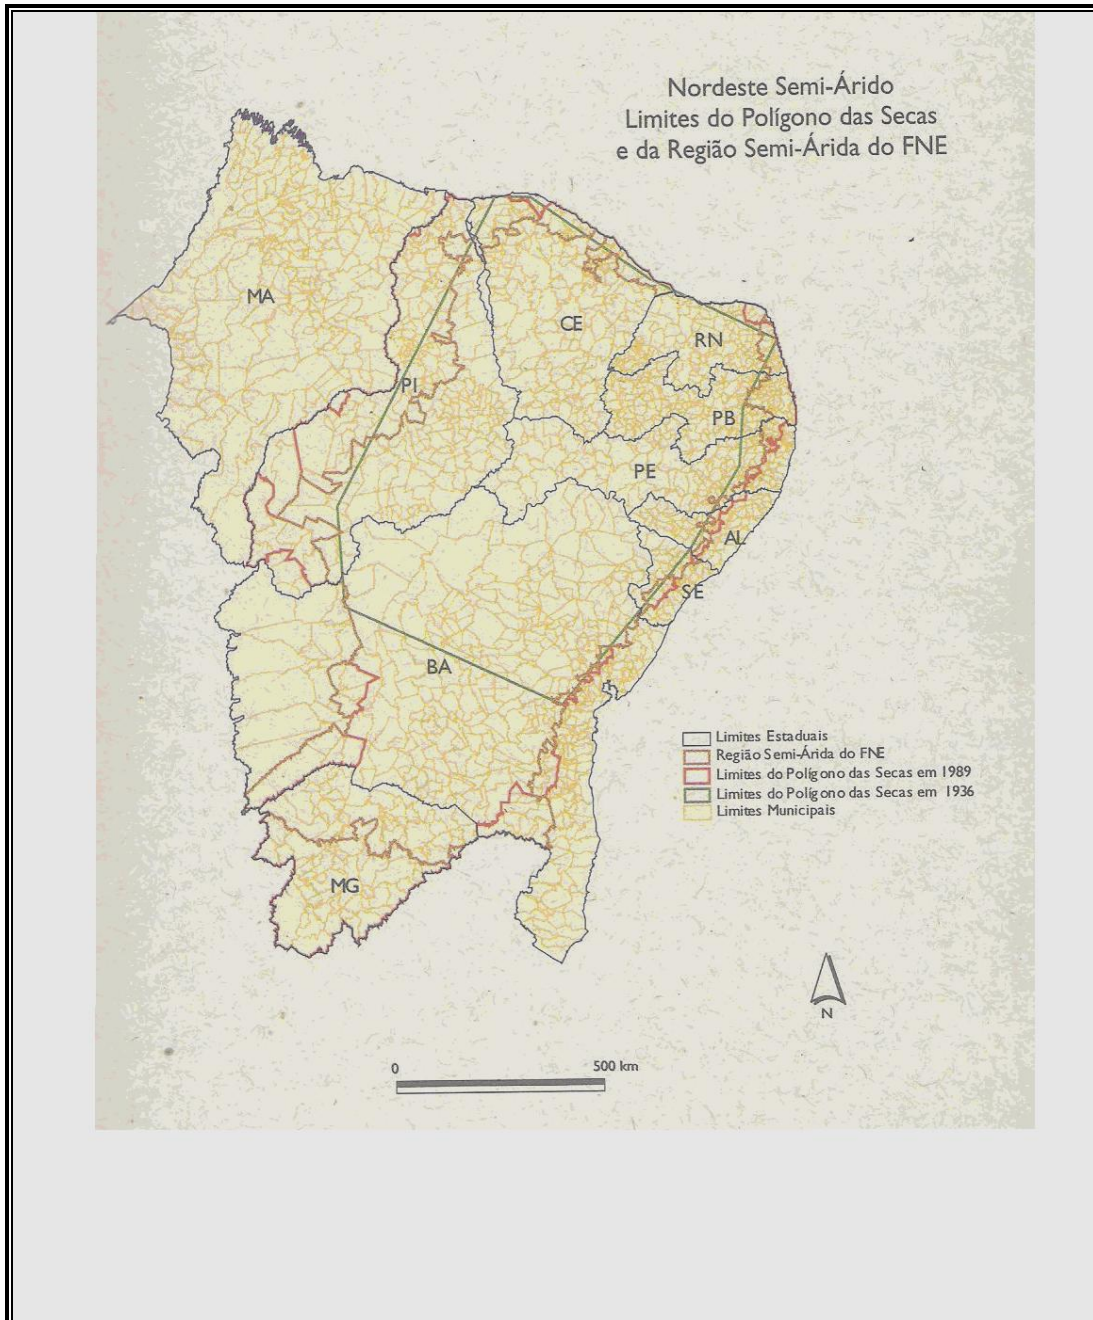 Nordeste Semi-Árido
Limites do Polígono das Secas
e da Região Semi-Árida do FNE
MA
CE
RN
PI
PB
PE
AL
SE
BA
Limites Estaduais
Região Semi-Árida do FNE
Limites do Polígono das Secas em 1989
Limites do Polígono das Secas em 1936
Limites Municipais
MG
N
0 500 km